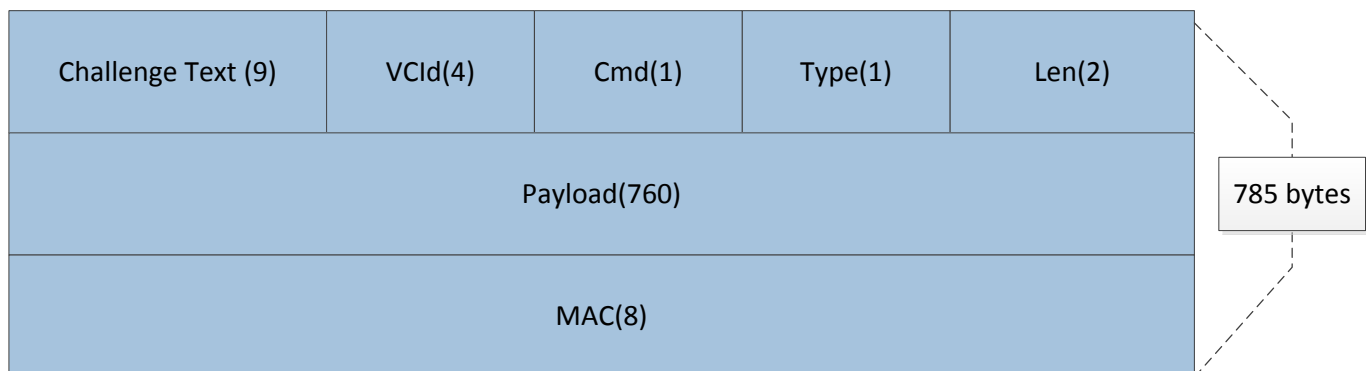 Challenge Text (9) VCId(4) Cmd(1) Type(1) Len(2)
Payload(760)
785 bytes
MAC(8)